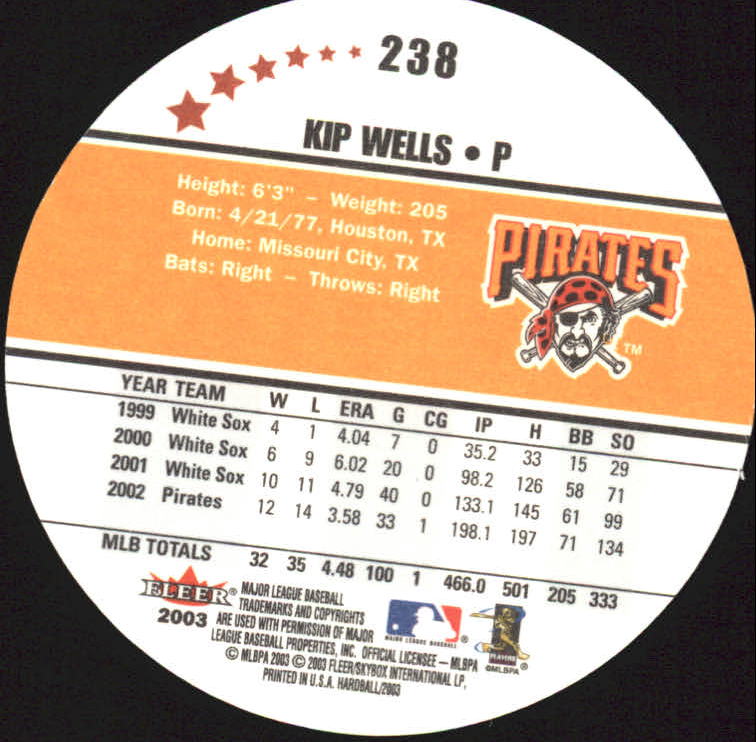 238
KIP WELLS • P
Height: 6'3" – Weight: 205
Born: 4/21/77, Houston, TX
Home: Missouri City, TX
Bats: Right – Throws: Right
PIRATES
TM
YEAR TEAM W L ERA G CG IP H BB SO
1999 White Sox 4 1 4.04 7 0 35.2 33 15 29
2000 White Sox 6 9 6.02 20 0 98.2 126 58 71
2001 White Sox 10 11 4.79 40 0 133.1 145 61 99
2002 Pirates 12 14 3.58 33 1 198.1 197 71 134
MLB TOTALS 32 35 4.48 100 1 466.0 501 205 333
FLEER®
2003
MAJOR LEAGUE BASEBALL
TRADEMARKS AND COPYRIGHTS
ARE USED WITH PERMISSION OF MAJOR
LEAGUE BASEBALL PROPERTIES, INC. OFFICIAL LICENSEE – MLBPA
© MLBPA 2003 © 2003 FLEER/SKYBOX INTERNATIONAL LP,
PRINTED IN U.S.A. HARDBALL/2003
MAJOR LEAGUE BASEBALL ®
PLAYERS
©MLBPA